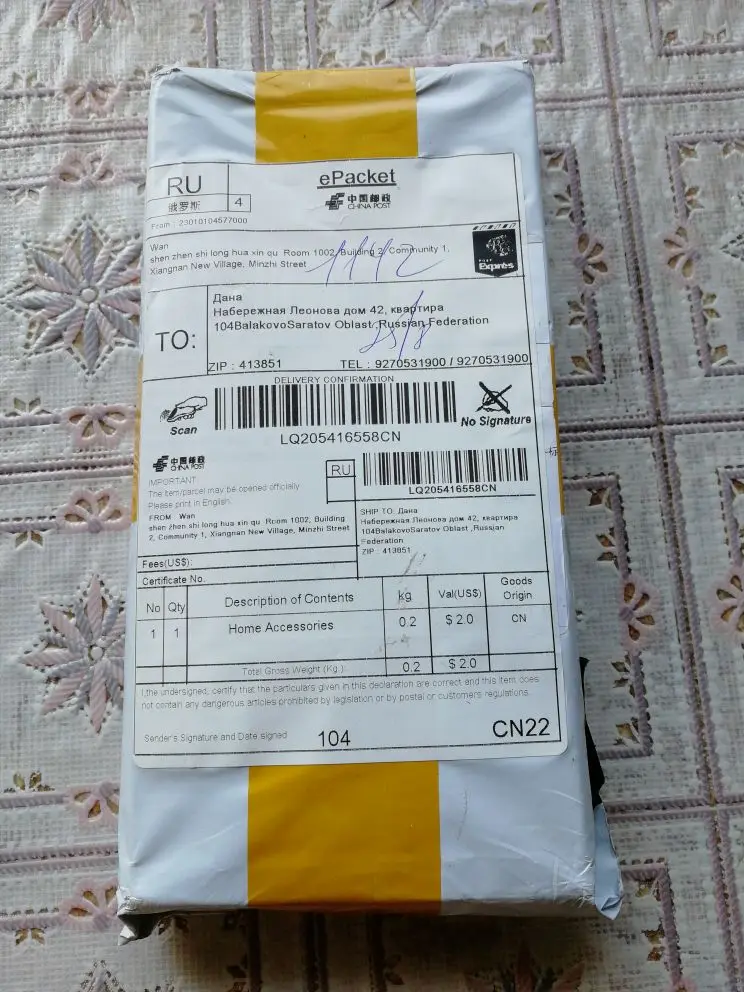 RU
俄罗斯
4
ePacket
中国邮政
CHINA POST
From : 23010104577000
Wan
shen zhen shi long hua xin qu Room 1002, Building 2, Community 1,
Xiangnan New Village, Minzhi Street
POST
Exprés
1142
TO:
Дана
Набережная Леонова дом 42, квартира
104BalakovoSaratov Oblast ,Russian Federation
25/8
ZIP : 413851
TEL : 9270531900 / 9270531900
DELIVERY CONFIRMATION
Scan
No Signature
LQ205416558CN
中国邮政
CHINA POST
RU
LQ205416558CN
IMPORTANT:
The item/parcel may be opened officially
Please print in English.
FROM: Wan
shen zhen shi long hua xin qu Room 1002, Building
2, Community 1, Xiangnan New Village, Minzhi Street
SHIP TO: Дана
Набережная Леонова дом 42, квартира
104BalakovoSaratov Oblast ,Russian
Federation
ZIP : 413851
Fees(US$):
Certificate No.
No Qty Description of Contents kg Val(US$) Goods Origin
1 1 Home Accessories 0.2 $ 2.0 CN
Total Gross Weight (Kg.): 0.2 $ 2.0
I,the undersigned, certify that the particulars given in this declaration are correct and this item does
not contain any dangerous articles prohibited by legislation or by postal or customers regulations.
Sender's Signature and Date signed
104
CN22